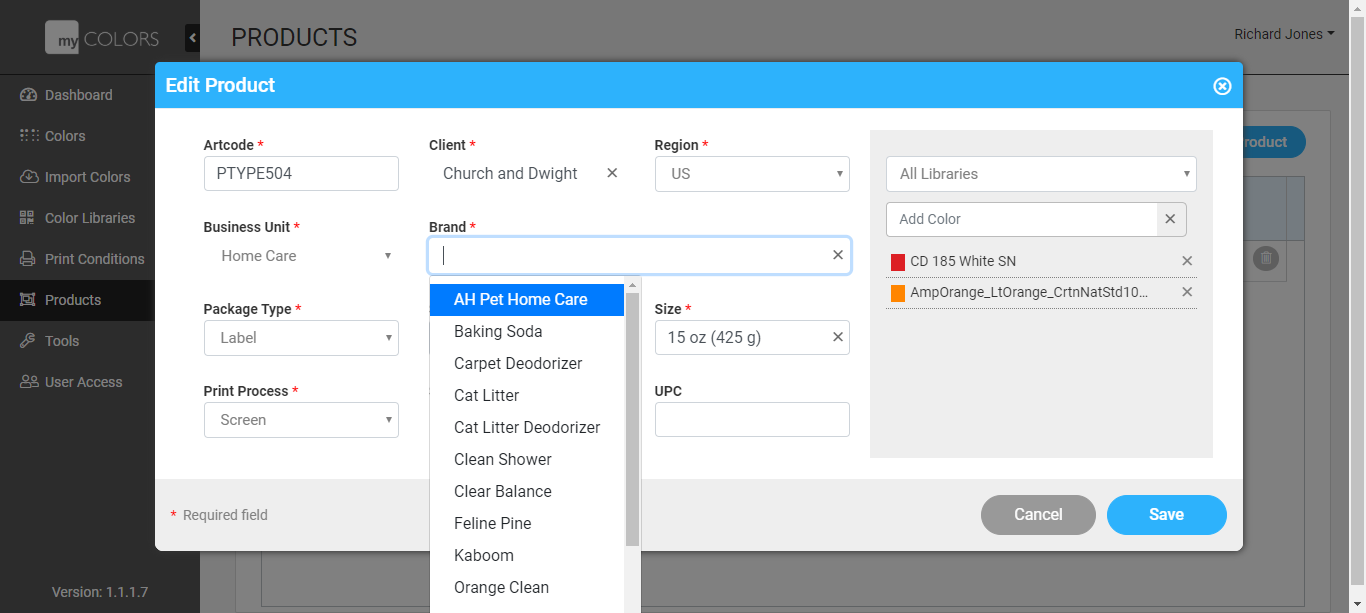 my COLORS
PRODUCTS
Richard Jones
Dashboard
Colors
Import Colors
Color Libraries
Print Conditions
Products
Tools
User Access
Version: 1.1.1.7
Edit Product
Artcode *
PTYPE504
Client *
Church and Dwight
Region *
US
Business Unit *
Home Care
Brand *
AH Pet Home Care
Baking Soda
Carpet Deodorizer
Cat Litter
Cat Litter Deodorizer
Clean Shower
Clear Balance
Feline Pine
Kaboom
Orange Clean
Package Type *
Label
Size *
15 oz (425 g)
Print Process *
Screen
UPC
All Libraries
Add Color
CD 185 White SN
AmpOrange_LtOrange_CrtnNatStd10...
* Required field
Cancel
Save